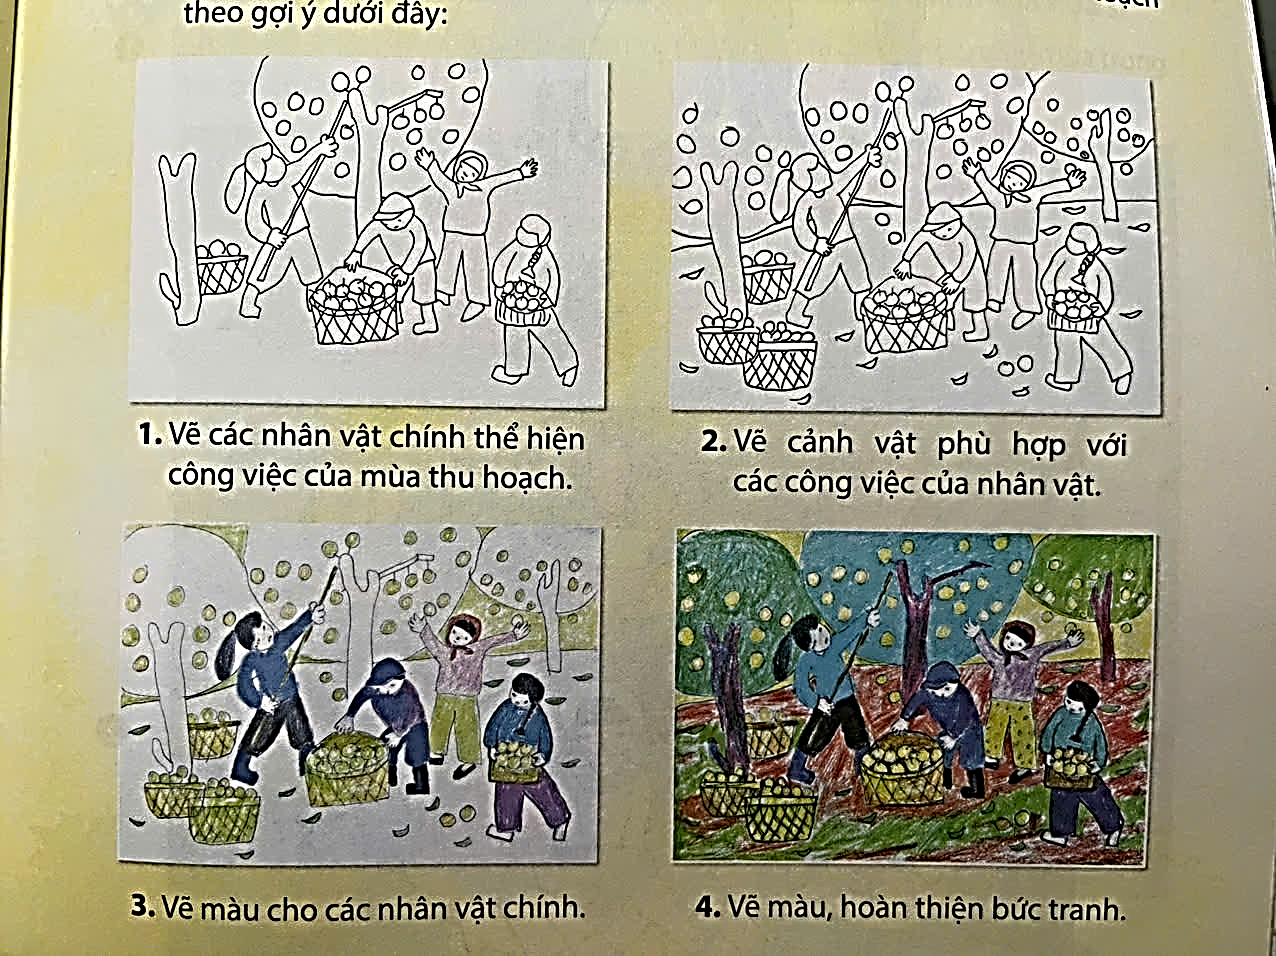 theo gợi ý dưới đây:
1. Vẽ các nhân vật chính thể hiện
công việc của mùa thu hoạch.
2. Vẽ cảnh vật phù hợp với
các công việc của nhân vật.
3. Vẽ màu cho các nhân vật chính.
4. Vẽ màu, hoàn thiện bức tranh.